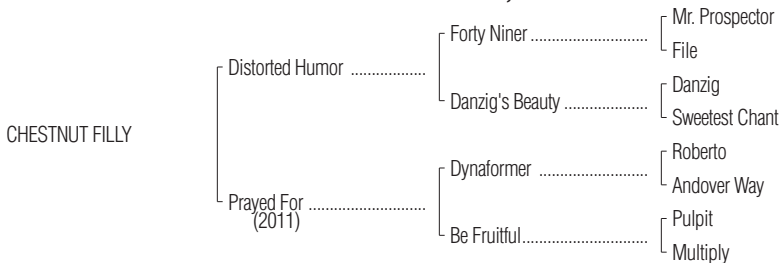 Mr. Prospector
Forty Niner
File
Distorted Humor
Danzig
Danzig's Beauty
Sweetest Chant
CHESTNUT FILLY
Roberto
Dynaformer
Andover Way
Prayed For
(2011)
Pulpit
Be Fruitful
Multiply